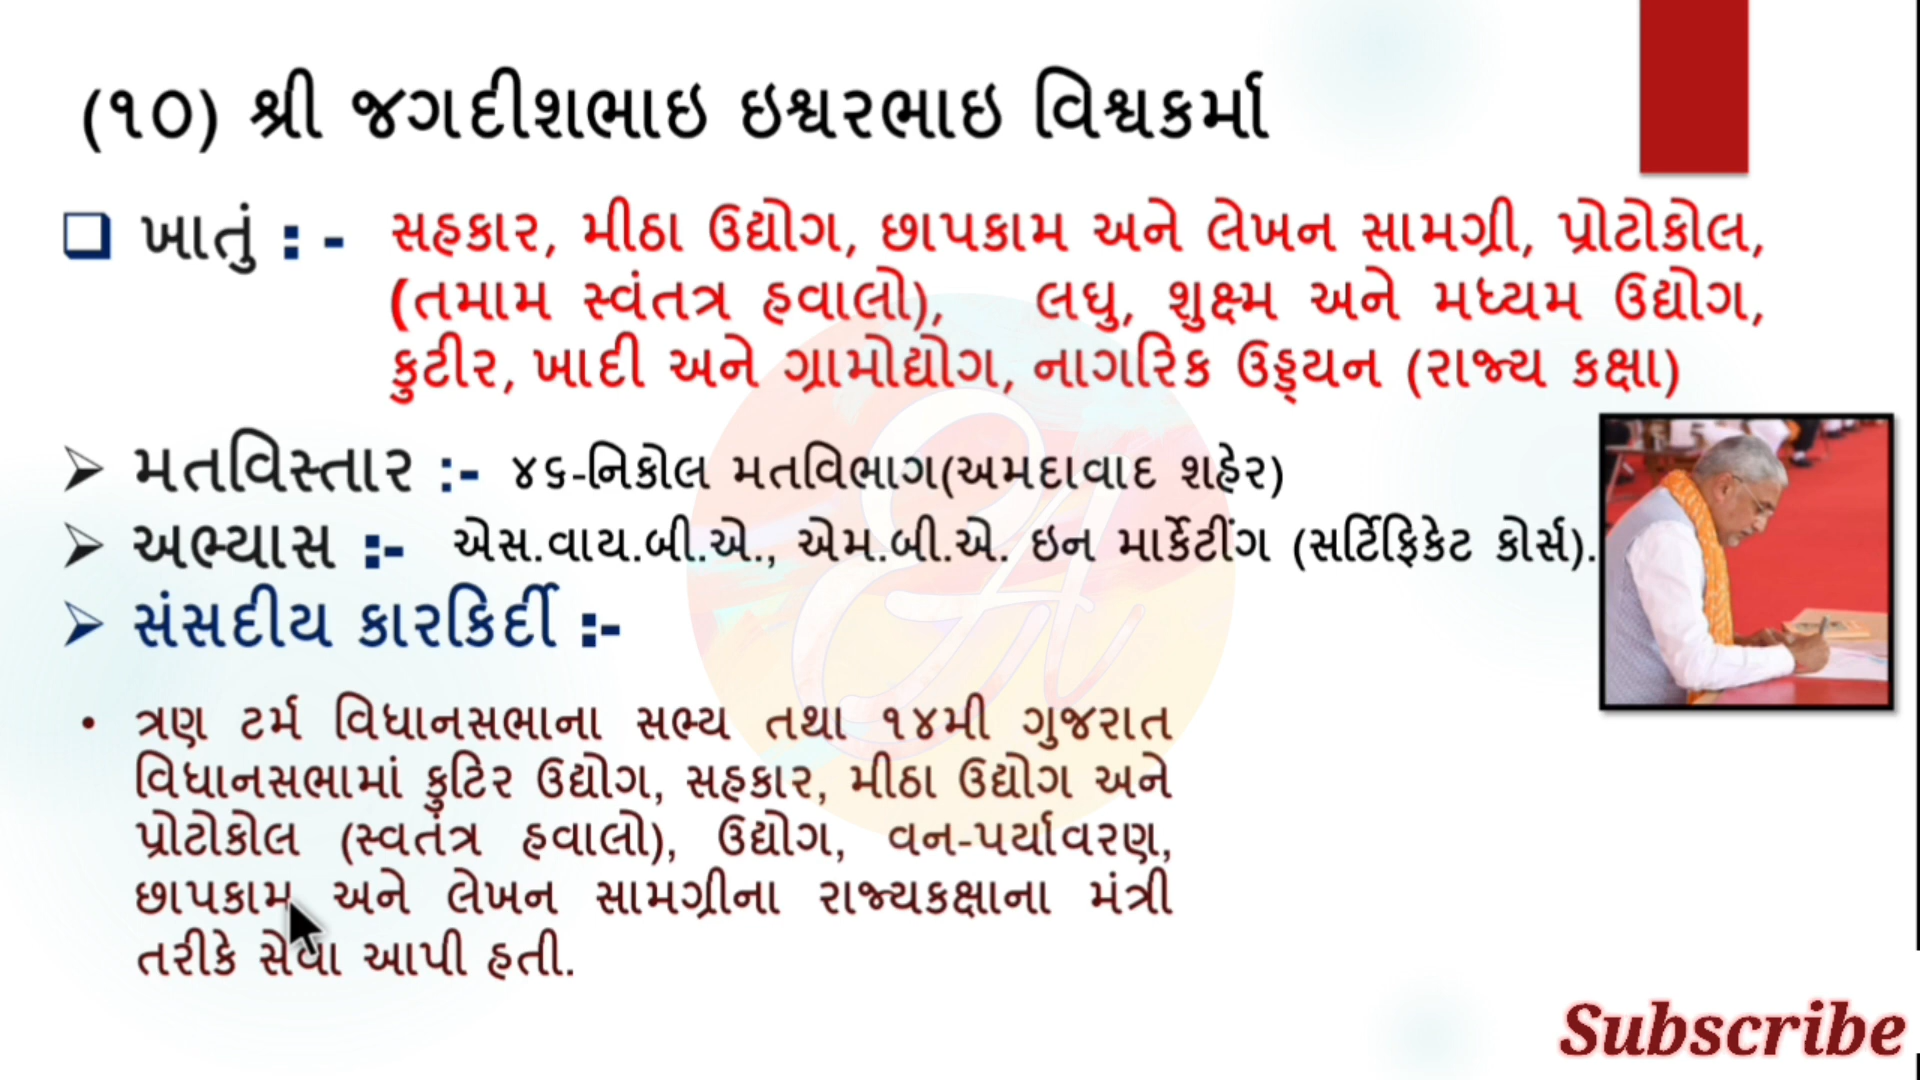 (૧૦) શ્રી જગદીશભાઇ ઇશ્વરભાઇ વિશ્વકર્મા
ખાતું : - સહકાર, મીઠા ઉદ્યોગ, છાપકામ અને લેખન સામગ્રી, પ્રોટોકોલ,
(તમામ સ્વંતત્ર હવાલો), લઘુ, શુક્ષ્મ અને મધ્યમ ઉદ્યોગ,
કુટીર, ખાદી અને ગ્રામોદ્યોગ, નાગરિક ઉડ્ડ્યન (રાજ્ય કક્ષા)
મતવિસ્તાર :- ૪૬-નિકોલ મતવિભાગ(અમદાવાદ શહેર)
અભ્યાસ :- એસ.વાય.બી.એ., એમ.બી.એ. ઇન માર્કેટીંગ (સર્ટિફિકેટ કોર્સ).
સંસદીય કારકિર્દી :-
• ત્રણ ટર્મ વિધાનસભાના સભ્ય તથા ૧૪મી ગુજરાત
વિધાનસભામાં કુટિર ઉદ્યોગ, સહકાર, મીઠા ઉદ્યોગ અને
પ્રોટોકોલ (સ્વતંત્ર હવાલો), ઉદ્યોગ, વન-પર્યાવરણ,
છાપકામ અને લેખન સામગ્રીના રાજ્યકક્ષાના મંત્રી
તરીકે સેવા આપી હતી.
EA
Subscribe